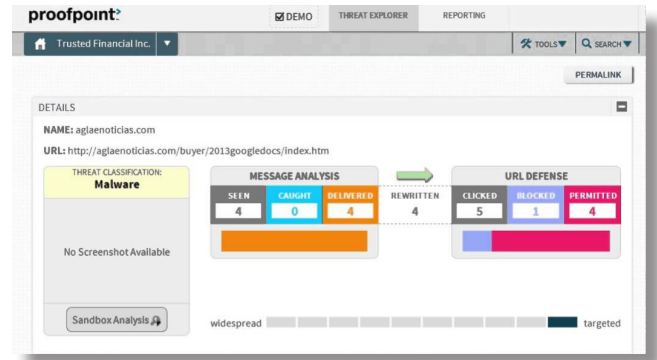 proofpoint
DEMO
THREAT EXPLORER
REPORTING
Trusted Financial Inc.
TOOLS
SEARCH
PERMALINK
DETAILS
NAME: aglaenoticias.com
URL: http://aglaenoticias.com/buyer/2013googledocs/index.htm
THREAT CLASSIFICATION:
Malware
No Screenshot Available
Sandbox Analysis
MESSAGE ANALYSIS
SEEN CAUGHT DELIVERED
4 0 4
REWRITTEN
4
URL DEFENSE
CLICKED BLOCKED PERMITTED
5 1 4
widespread
targeted